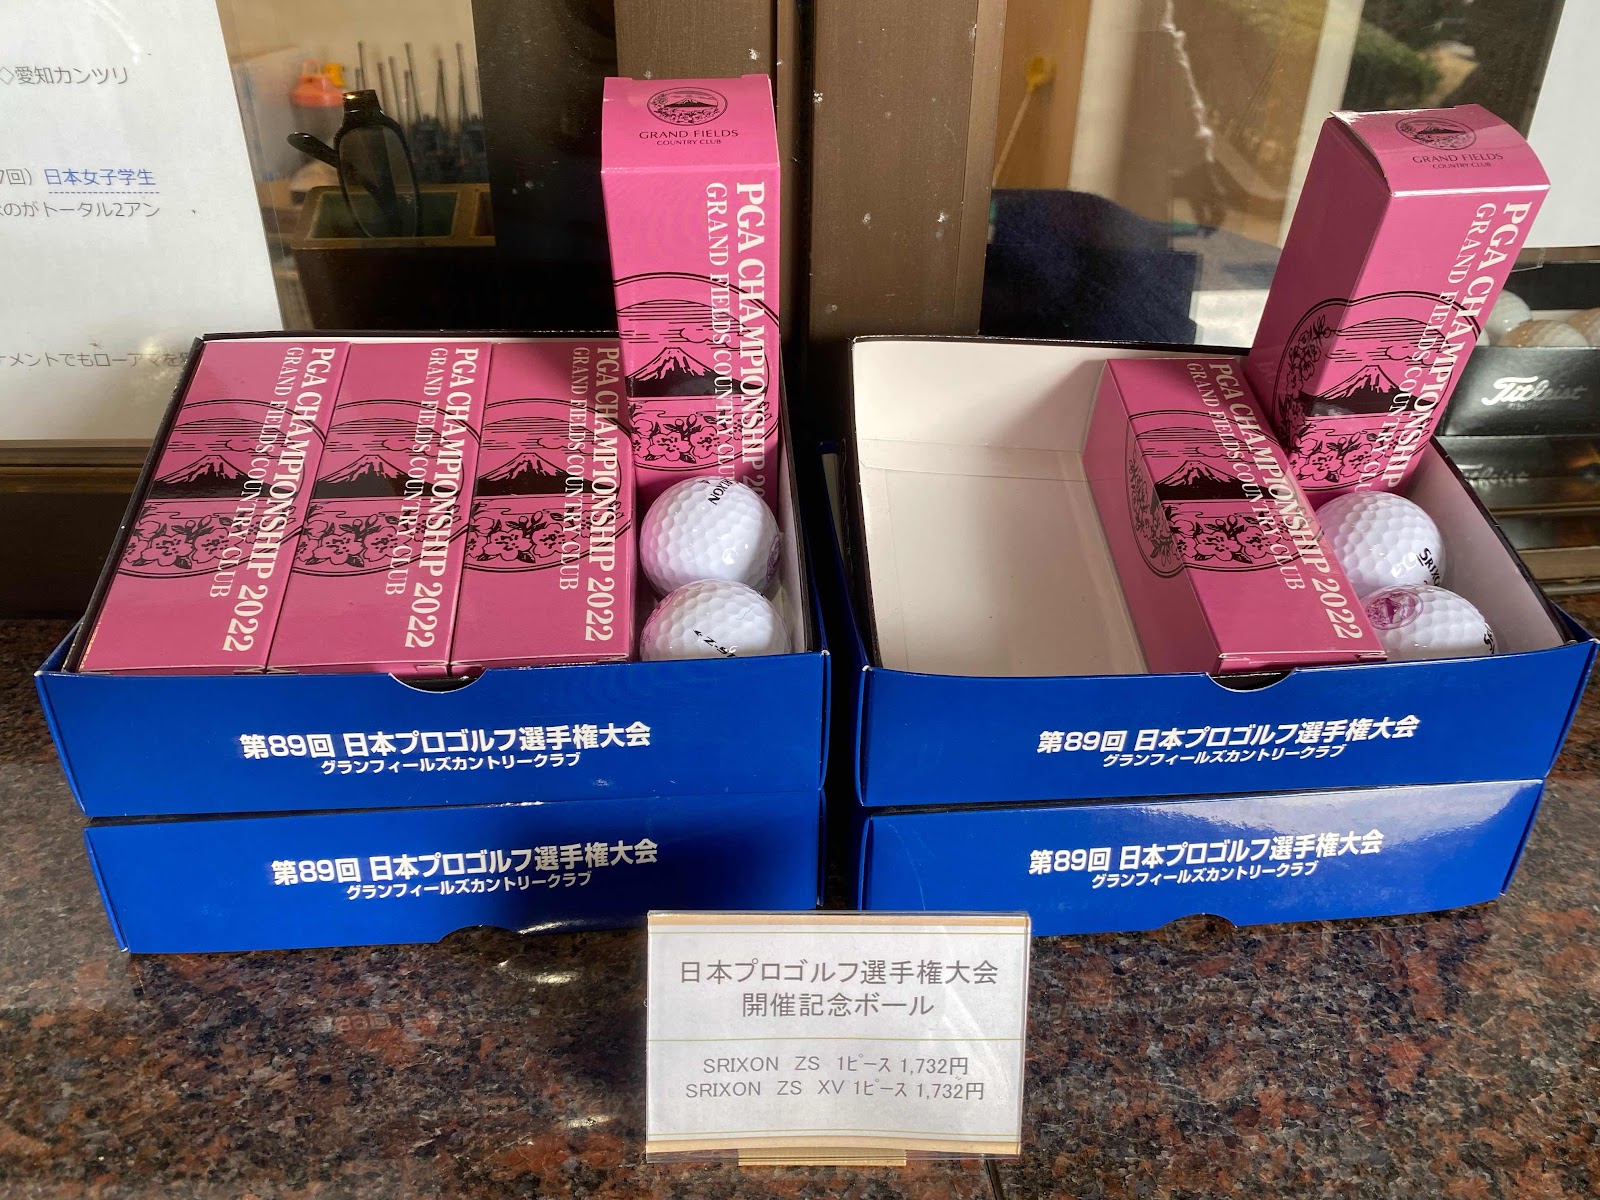 ◇愛知カンツリ
7回）日本女子学生
のがトータル2アン
ナメントでもローアマを
GRAND FIELDS
COUNTRY CLUB
PGA CHAMPIONSHIP 20
GRAND FIELDS COUNTRY CLU
GRAND FIELDS
COUNTRY CLUB
PGA CHAMPIONSHIP
GRAND FIELDS COUNTRY CLU
PGA CHAMPIONSHIP 2022
GRAND FIELDS COUNTRY CLUB
PGA CHAMPIONSHIP 2022
GRAND FIELDS COUNTRY CLUB
PGA CHAMPIONSHIP 2022
GRAND FIELDS COUNTRY CLUB
PGA CHAMPIONSHIP 2022
GRAND FIELDS COUNTRY CLUB
Titleist
Titleist
RIXON
Z-S
SRIXO
第89回 日本プロゴルフ選手権大会
グランフィールズカントリークラブ
第89回 日本プロゴルフ選手権大会
グランフィールズカントリークラブ
第89回 日本プロゴルフ選手権大会
グランフィールズカントリークラブ
第89回 日本プロゴルフ選手権大会
グランフィールズカントリークラブ
日本プロゴルフ選手権大会
開催記念ボール
SRIXON ZS 1ピース 1,732円
SRIXON ZS XV 1ピース 1,732円